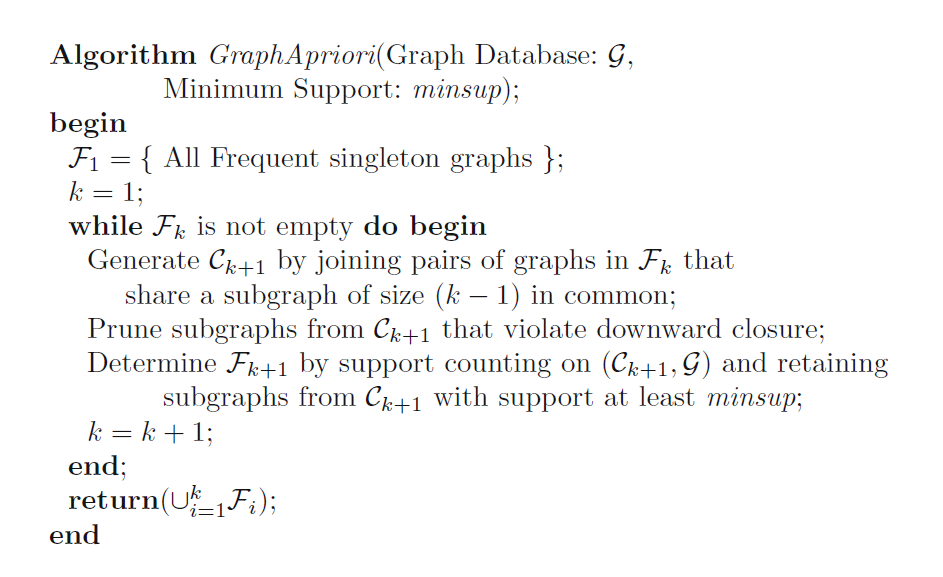 Algorithm GraphApriori(Graph Database: 𝒢,
Minimum Support: minsup);
begin
ℱ₁ = { All Frequent singleton graphs };
k = 1;
while ℱₖ is not empty do begin
Generate 𝒞ₖ₊₁ by joining pairs of graphs in ℱₖ that
share a subgraph of size (k − 1) in common;
Prune subgraphs from 𝒞ₖ₊₁ that violate downward closure;
Determine ℱₖ₊₁ by support counting on (𝒞ₖ₊₁, 𝒢) and retaining
subgraphs from 𝒞ₖ₊₁ with support at least minsup;
k = k + 1;
end;
return(∪ᵏᵢ₌₁ℱᵢ);
end